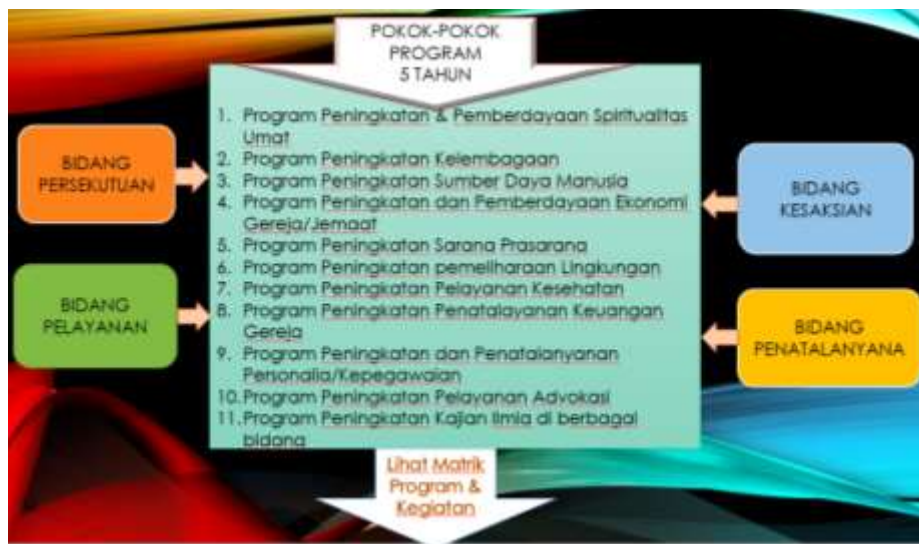 POKOK-POKOK
PROGRAM
5 TAHUN
BIDANG
PERSEKUTUAN
BIDANG
PELAYANAN
1. Program Peningkatan & Pemberdayaan Spiritualitas
Umat
2. Program Peningkatan Kelembagaan
3. Program Peningkatan Sumber Daya Manusia
4. Program Peningkatan dan Pemberdayaan Ekonomi
Gereja/Jemaat
5. Program Peningkatan Sarana Prasarana
6. Program Peningkatan pemeliharaan Lingkungan
7. Program Peningkatan Pelayanan Kesehatan
8. Program Peningkatan Penatalayanan Keuangan
Gereja
9. Program Peningkatan dan Penatalanyanan
Personalia/Kepegawaian
10. Program Peningkatan Pelayanan Advokasi
11. Program Peningkatan Kajian Ilmia di berbagai
bidang
BIDANG
KESAKSIAN
BIDANG
PENATALANYANA
Lihat Matrik
Program &
Kegiatan